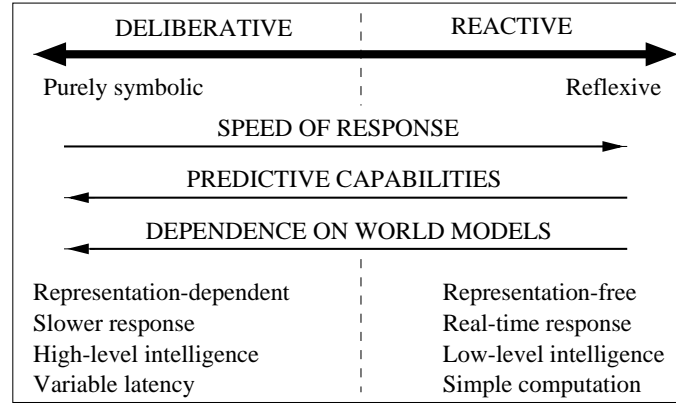 DELIBERATIVE REACTIVE
Purely symbolic Reflexive
SPEED OF RESPONSE
PREDICTIVE CAPABILITIES
DEPENDENCE ON WORLD MODELS
Representation-dependent Representation-free
Slower response Real-time response
High-level intelligence Low-level intelligence
Variable latency Simple computation